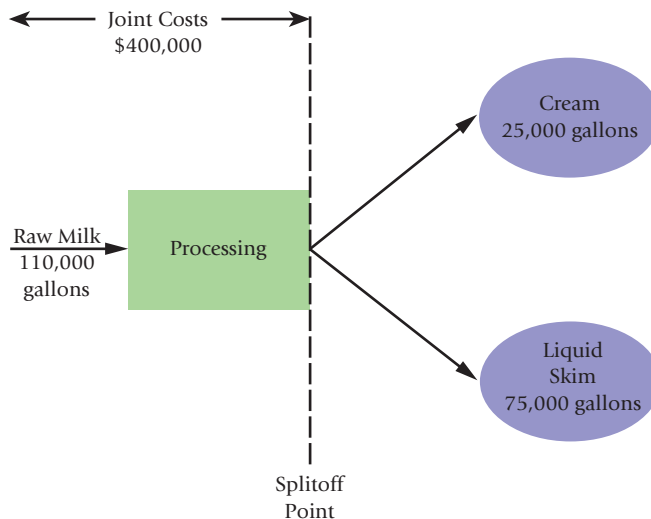 Joint Costs
$400,000
Cream
25,000 gallons
Raw Milk
110,000
gallons
Processing
Liquid
Skim
75,000 gallons
Splitoff
Point